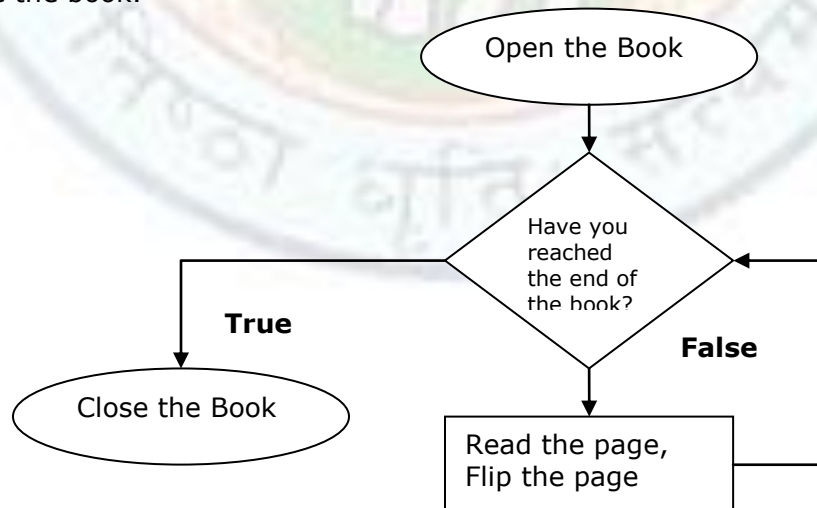 the book.
Open the Book
Have you
reached
the end of
the book?
True
False
Close the Book
Read the page,
Flip the page